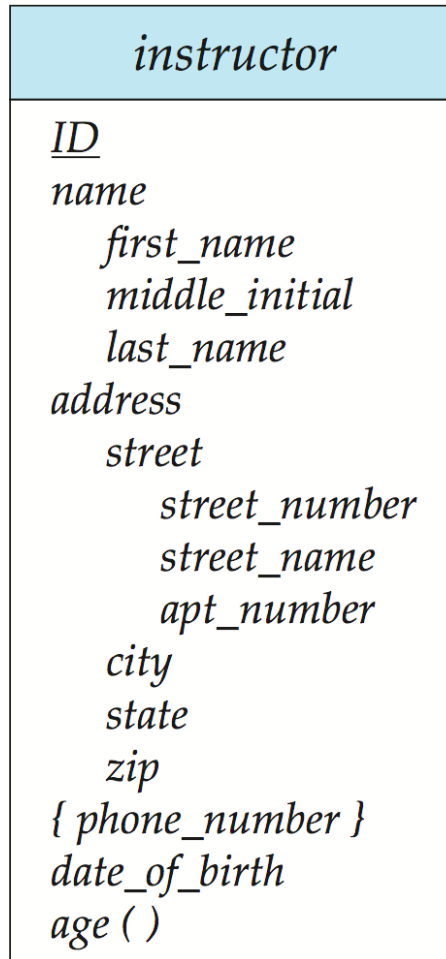 instructor
ID
name
first_name
middle_initial
last_name
address
street
street_number
street_name
apt_number
city
state
zip
{ phone_number }
date_of_birth
age ( )